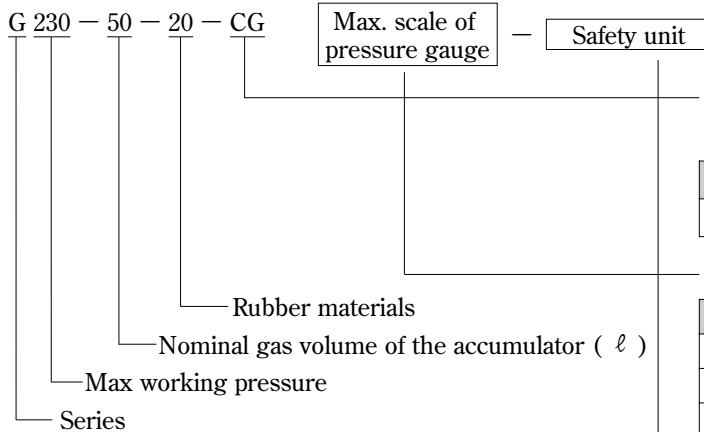 G 230 － 50 － 20 － CG
Max. scale of
pressure gauge
－ Safety unit
Rubber materials
Nominal gas volume of the accumulator ( ℓ )
Max working pressure
Series